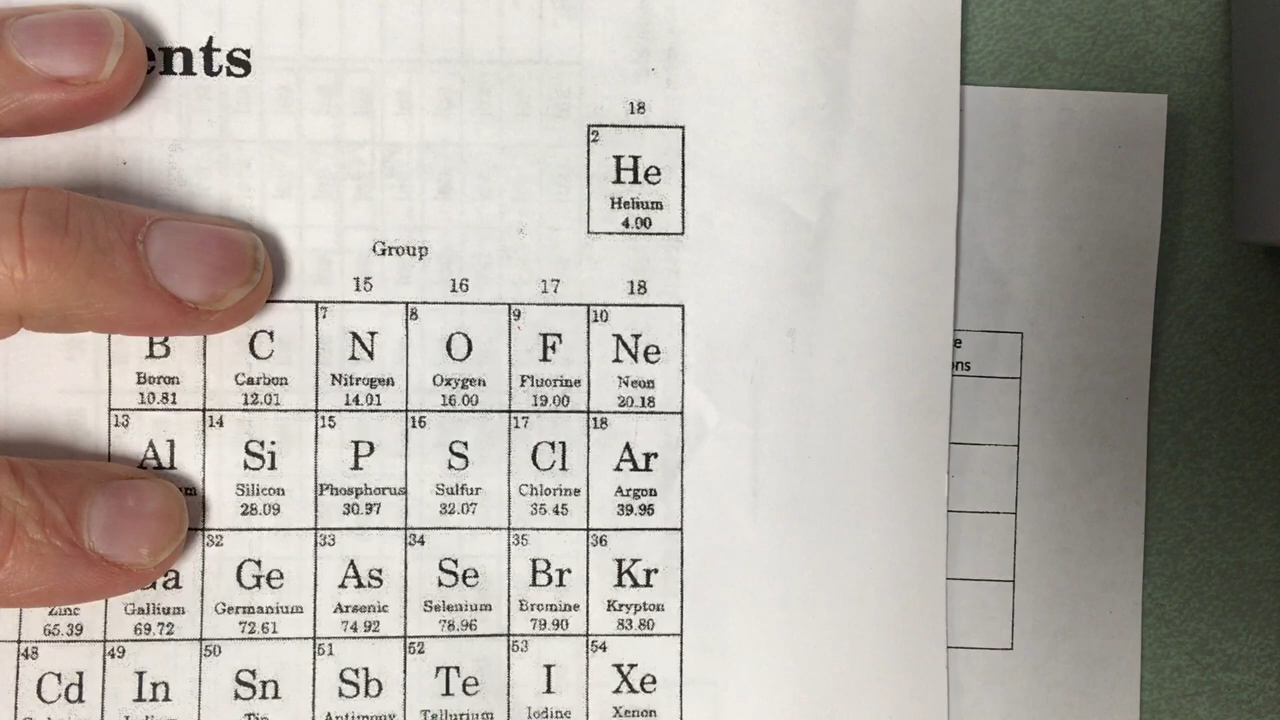 ents
18
2
He
Helium
4.00
Group
15 16 17 18
7 8 9 10
B C N O F Ne
Boron Carbon Nitrogen Oxygen Fluorine Neon
10.81 12.01 14.01 16.00 19.00 20.18
e
ons
13 14 15 16 17 18
Al Si P S Cl Ar
Silicon Phosphorus Sulfur Chlorine Argon
28.09 30.97 32.07 35.45 39.95
32 33 34 35 36
a Ge As Se Br Kr
Zinc Gallium Germanium Arsenic Selenium Bromine Krypton
65.39 69.72 72.61 74.92 78.96 79.90 83.80
48 49 50 51 52 53 54
Cd In Sn Sb Te I Xe
Tin Antimony Tellurium Iodine Xenon